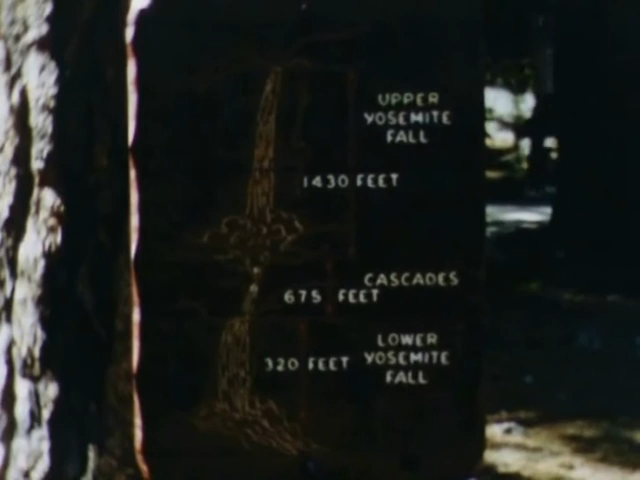 UPPER
YOSEMITE
FALL
1430 FEET
CASCADES
675 FEET
LOWER
320 FEET YOSEMITE
FALL